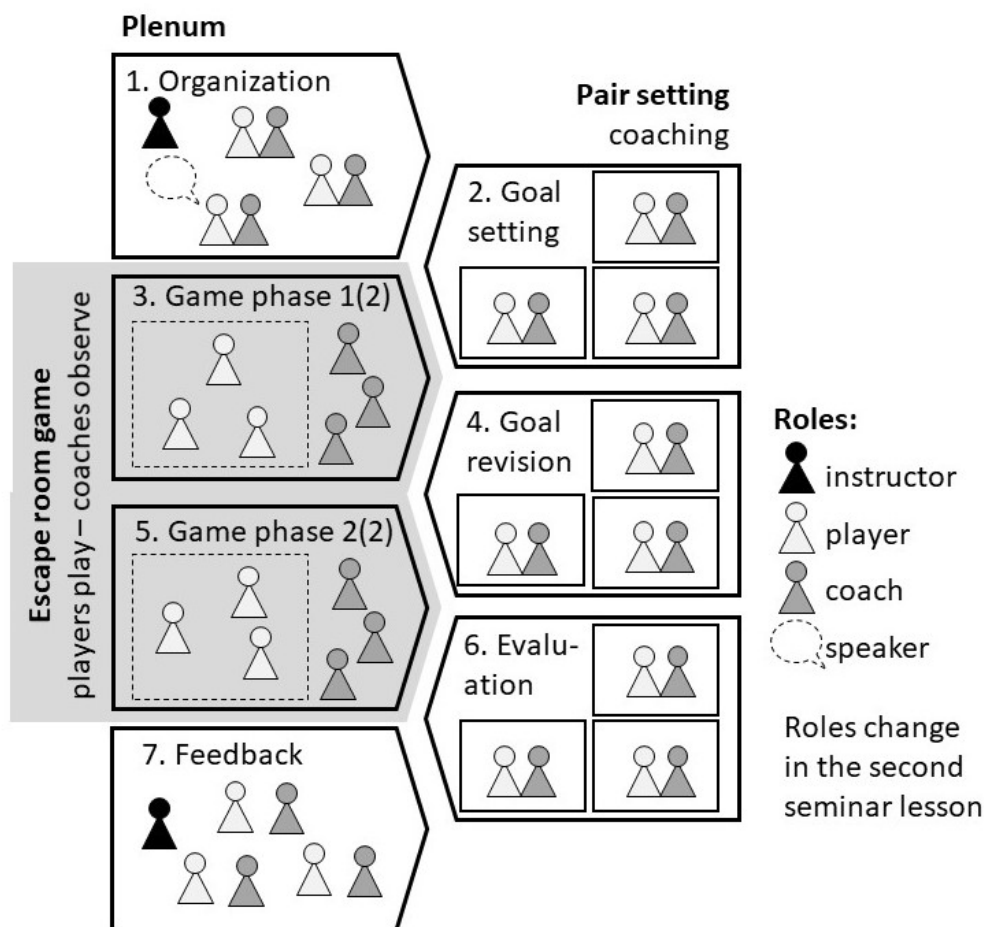 Plenum
1. Organization
Pair setting
coaching
2. Goal
setting
3. Game phase 1(2)
Escape room game
players play – coaches observe
4. Goal
revision
5. Game phase 2(2)
6. Evalu-
ation
7. Feedback
Roles:
instructor
player
coach
speaker
Roles change
in the second
seminar lesson